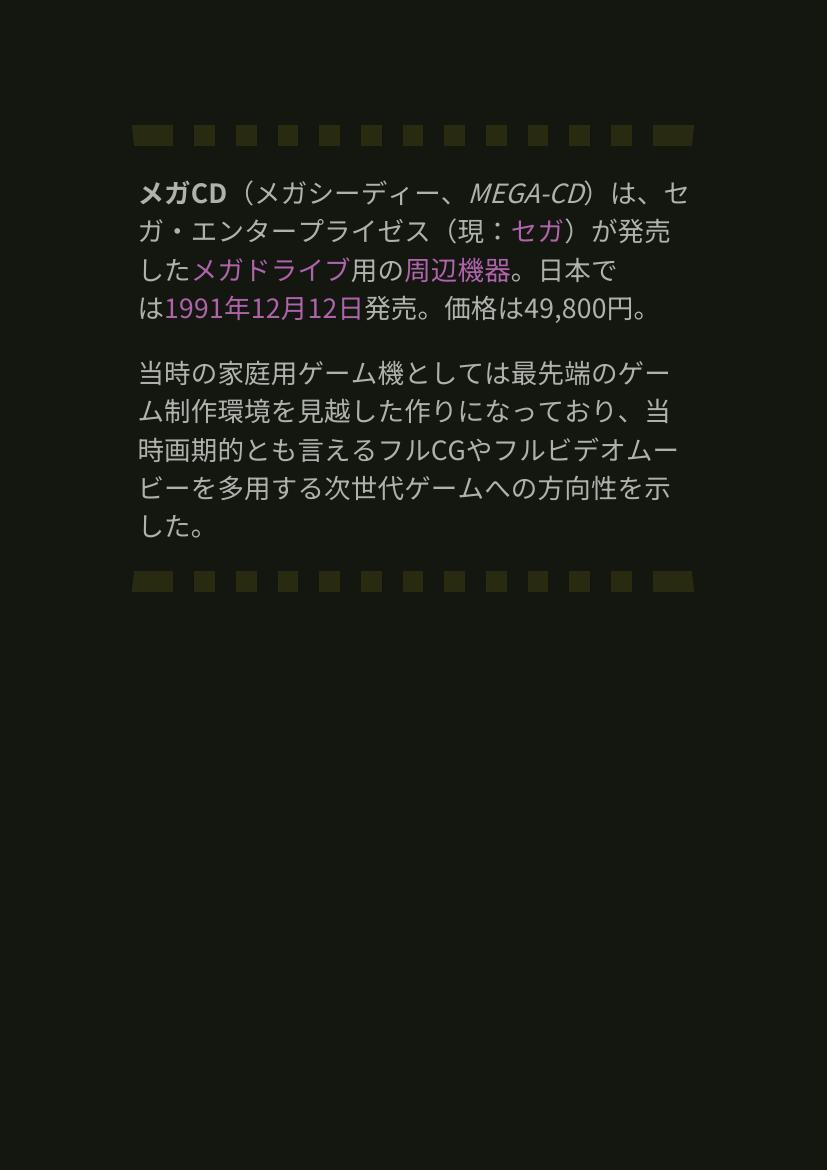 メガCD（メガシーディー、MEGA-CD）は、セ
ガ・エンタープライゼス（現：セガ）が発売
したメガドライブ用の周辺機器。日本で
は1991年12月12日発売。価格は49,800円。
当時の家庭用ゲーム機としては最先端のゲー
ム制作環境を見越した作りになっており、当
時画期的とも言えるフルCGやフルビデオムー
ビーを多用する次世代ゲームへの方向性を示
した。